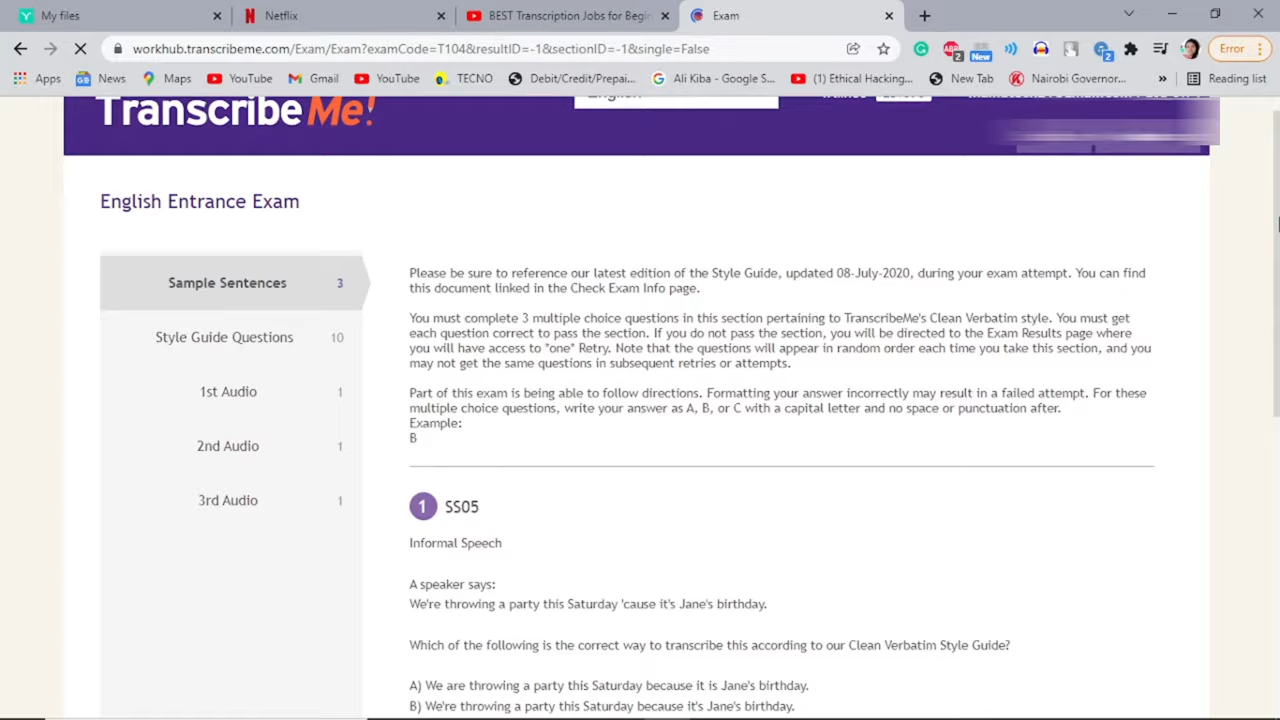 My files
Netflix
BEST Transcription Jobs for Begin
Exam
workhub.transcribeme.com/Exam/Exam?examCode=T104&resultID=-1&sectionID=-1&single=False
2
New
2
Error
Apps
News
Maps
YouTube
Gmail
YouTube
TECNO
Debit/Credit/Prepai...
Ali Kiba - Google S...
(1) Ethical Hacking...
New Tab
Nairobi Governor...
»
Reading list
TranscribeMe!
English
English Entrance Exam
Sample Sentences 3
Style Guide Questions 10
1st Audio 1
2nd Audio 1
3rd Audio 1
Please be sure to reference our latest edition of the Style Guide, updated 08-July-2020, during your exam attempt. You can find
this document linked in the Check Exam Info page.
You must complete 3 multiple choice questions in this section pertaining to TranscribeMe's Clean Verbatim style. You must get
each question correct to pass the section. If you do not pass the section, you will be directed to the Exam Results page where
you will have access to "one" Retry. Note that the questions will appear in random order each time you take this section, and you
may not get the same questions in subsequent retries or attempts.
Part of this exam is being able to follow directions. Formatting your answer incorrectly may result in a failed attempt. For these
multiple choice questions, write your answer as A, B, or C with a capital letter and no space or punctuation after.
Example:
B
1 SS05
Informal Speech
A speaker says:
We're throwing a party this Saturday 'cause it's Jane's birthday.
Which of the following is the correct way to transcribe this according to our Clean Verbatim Style Guide?
A) We are throwing a party this Saturday because it is Jane's birthday.
B) We're throwing a party this Saturday because it's Jane's birthday.